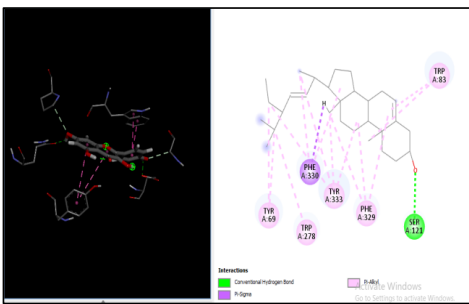 TRP
A:83
H
PHE
A:330
TYR
A:333
PHE
A:329
TYR
A:69
TRP
A:278
SER
A:121
Interactions
Conventional Hydrogen Bond
Pi-Sigma
Pi-Alkyl
Activate Windows
Go to Settings to activate Windows.